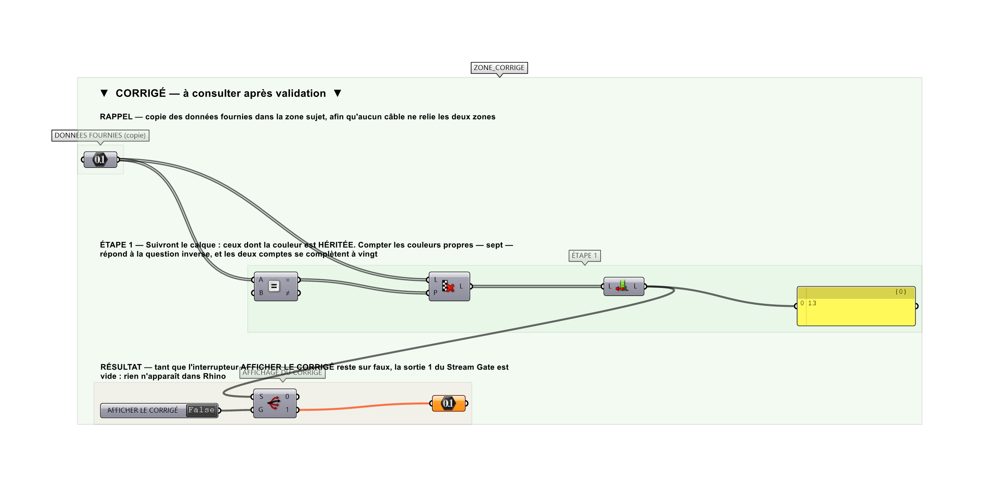 ZONE_CORRIGE
▼ CORRIGÉ — à consulter après validation ▼
RAPPEL — copie des données fournies dans la zone sujet, afin qu'aucun câble ne relie les deux zones
DONNÉES FOURNIES (copie)
0.1
ÉTAPE 1 — Suivront le calque : ceux dont la couleur est HÉRITÉE. Compter les couleurs propres — sept —
répond à la question inverse, et les deux comptes se complètent à vingt
ÉTAPE 1
A =
B ≠
L L
P
L L L
{0}
0 13
RÉSULTAT — tant que l'interrupteur AFFICHER LE CORRIGÉ reste sur faux, la sortie 1 du Stream Gate est
vide : rien n'apparaît dans Rhino
AFFICHAGE DU CORRIGÉ
S 0
G 1
AFFICHER LE CORRIGÉ False
0.1